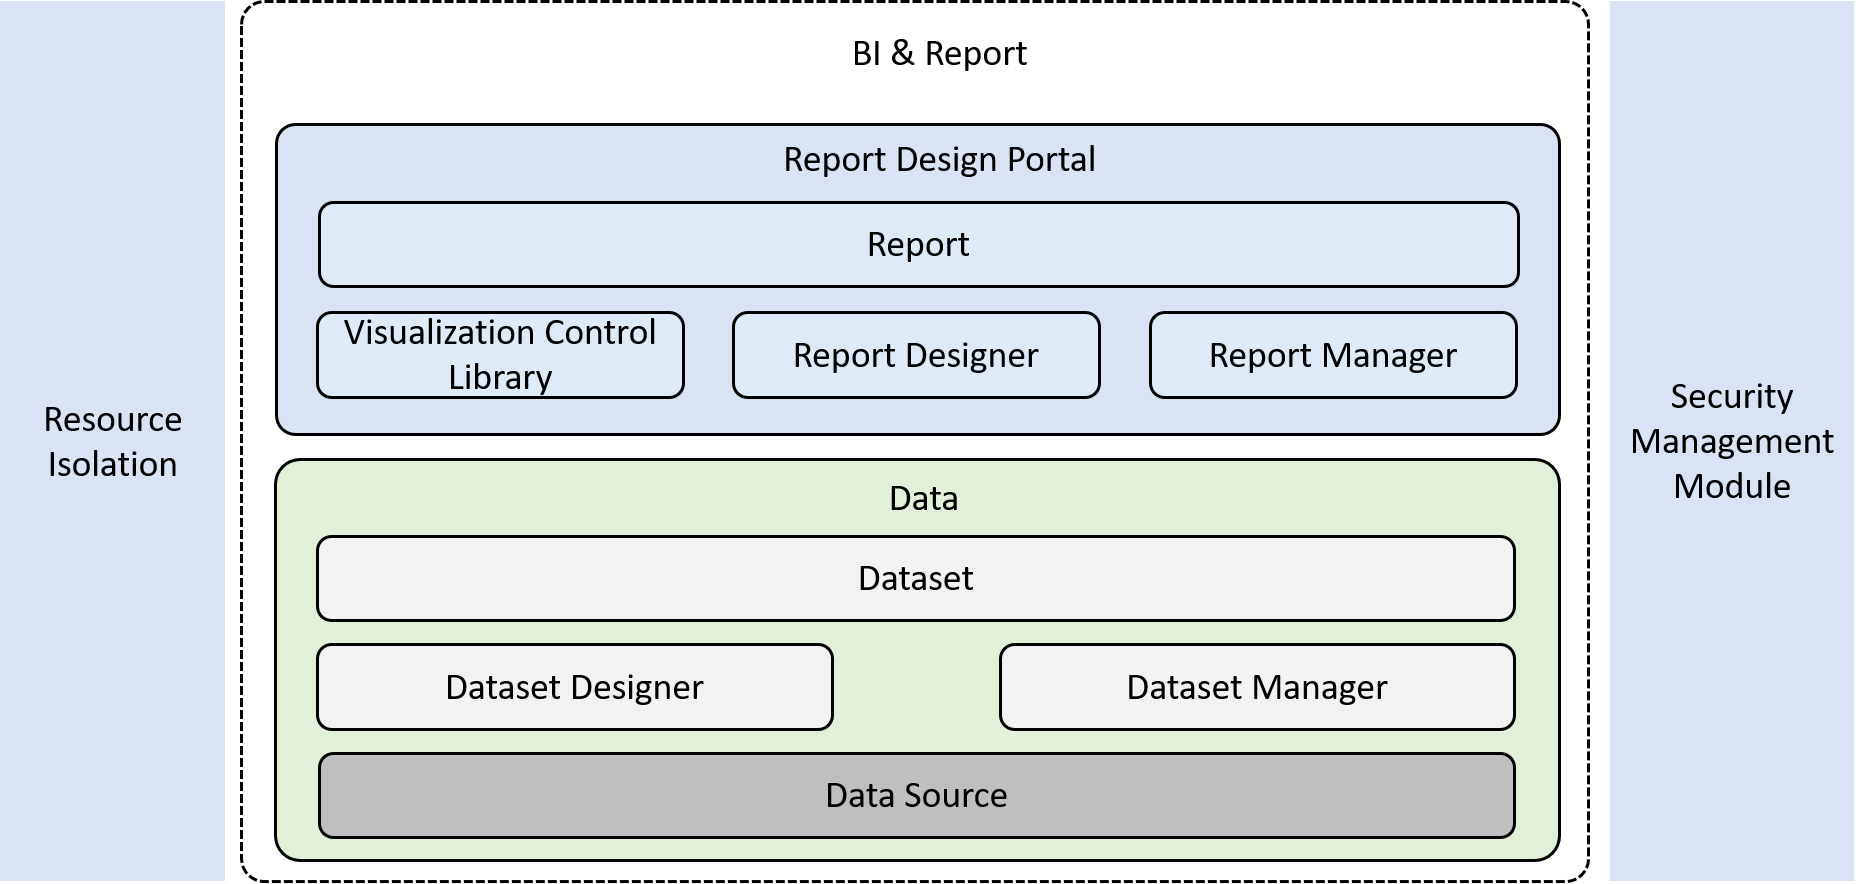 BI & Report
Report Design Portal
Report
Visualization Control
Library
Report Designer
Report Manager
Resource
Isolation
Security
Management
Module
Data
Dataset
Dataset Designer
Dataset Manager
Data Source